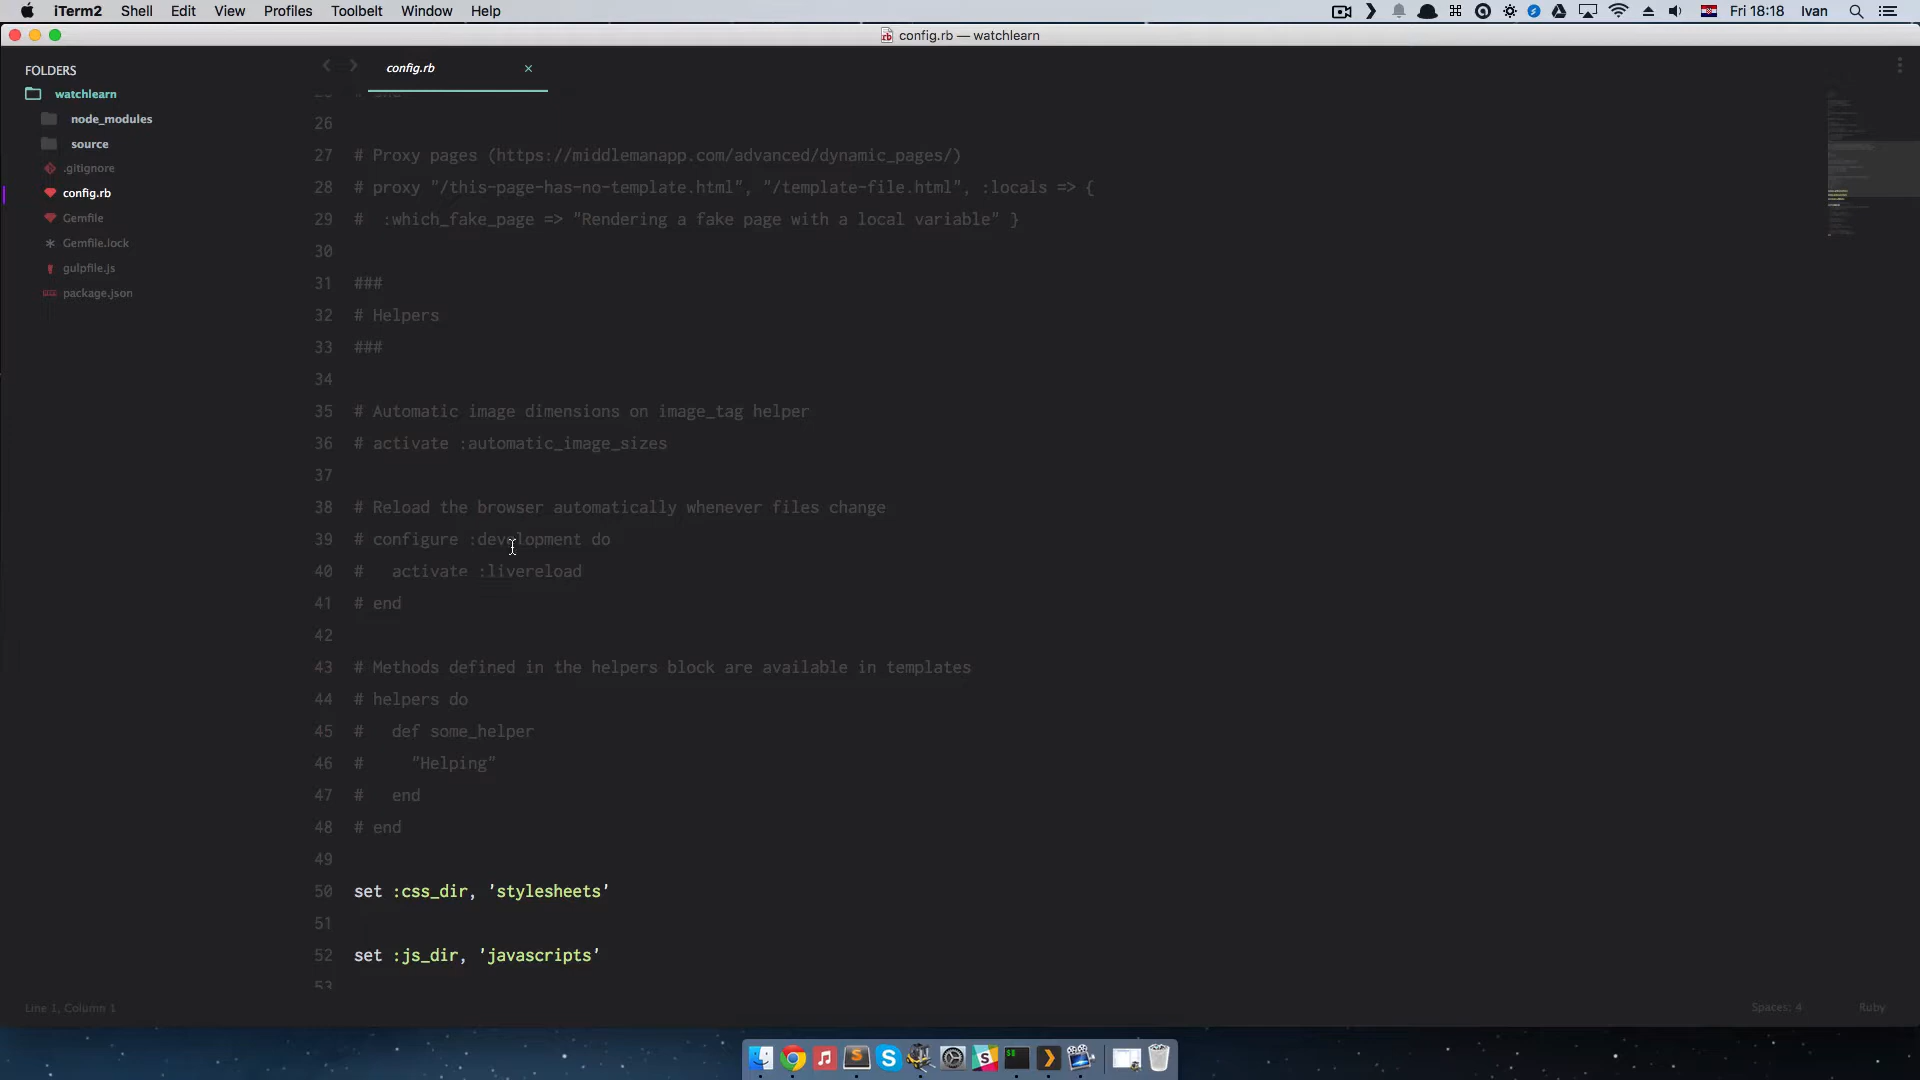 iTerm2 Shell Edit View Profiles Toolbelt Window Help Fri 18:18 Ivan
config.rb — watchlearn
FOLDERS
watchlearn
node_modules
source
.gitignore
config.rb
Gemfile
Gemfile.lock
gulpfile.js
package.json
config.rb ×
26
27 # Proxy pages (https://middlemanapp.com/advanced/dynamic_pages/)
28 # proxy "/this-page-has-no-template.html", "/template-file.html", :locals => {
29 #  :which_fake_page => "Rendering a fake page with a local variable" }
30
31 ###
32 # Helpers
33 ###
34
35 # Automatic image dimensions on image_tag helper
36 # activate :automatic_image_sizes
37
38 # Reload the browser automatically whenever files change
39 # configure :development do
40 #   activate :livereload
41 # end
42
43 # Methods defined in the helpers block are available in templates
44 # helpers do
45 #   def some_helper
46 #     "Helping"
47 #   end
48 # end
49
50 set :css_dir, 'stylesheets'
51
52 set :js_dir, 'javascripts'
53
Line 1, Column 1 Spaces: 4 Ruby